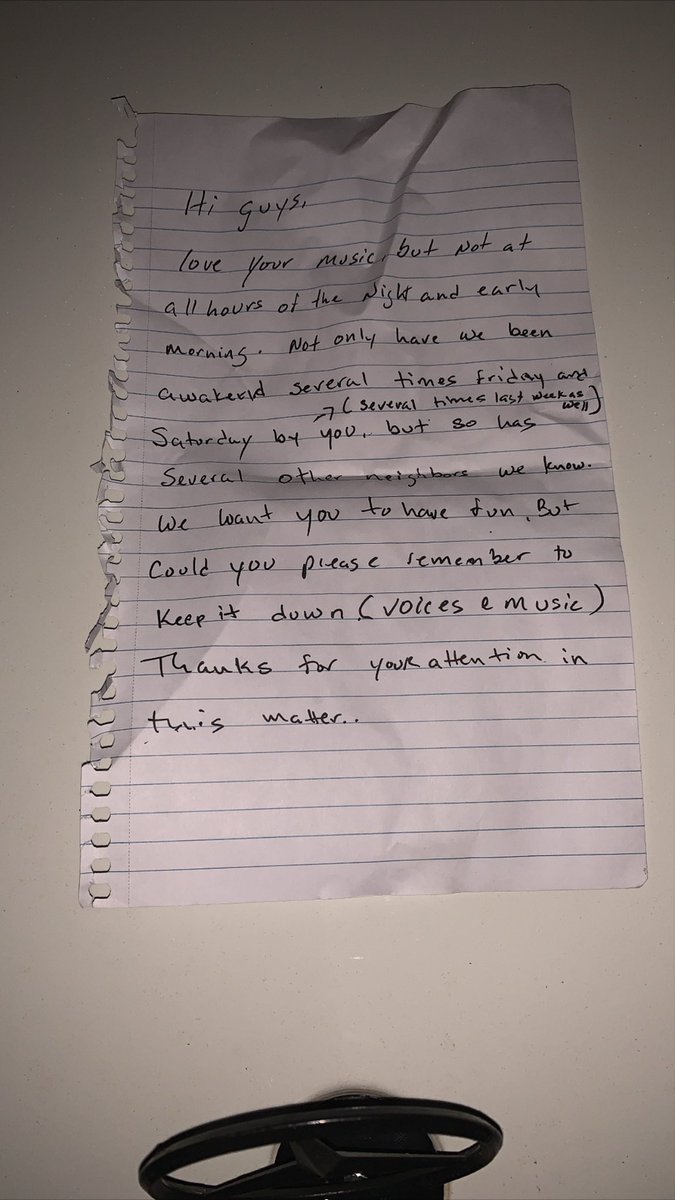 Hi guys,
love your music, but Not at
all hours of the Night and early
morning. Not only have we been
awakend several times friday and
(several times last week as well)
Saturday by you, but so has
Several other neighbors we know.
We want you to have fun. But
Could you please remember to
Keep it down. (voices & music)
Thanks for your attention in
this matter..